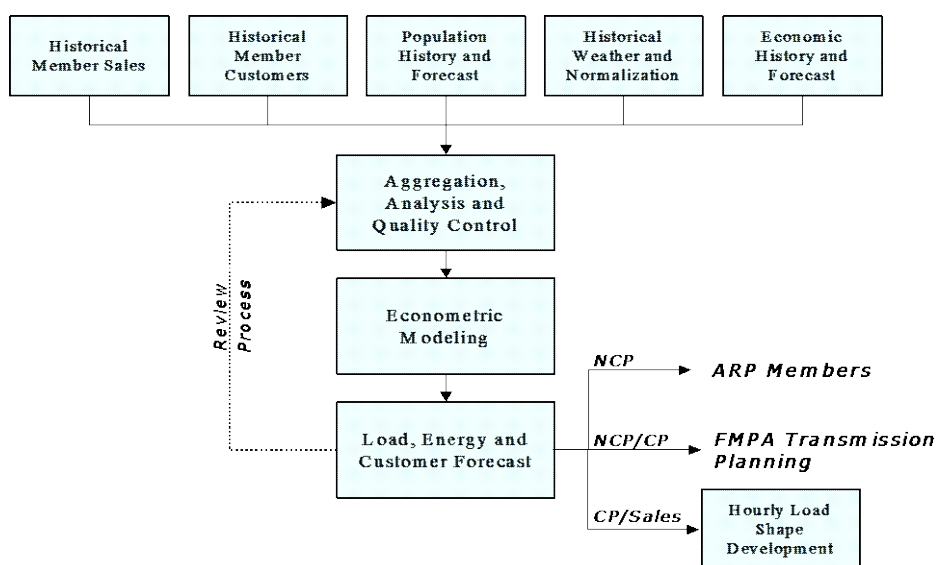 Historical
Member Sales
Historical
Member
Customers
Population
History and
Forecast
Historical
Weather and
Normalization
Economic
History and
Forecast
Aggregation,
Analysis and
Quality Control
Review
Process
Econometric
Modeling
Load, Energy and
Customer Forecast
NCP
ARP Members
NCP/CP
FMPA Transmission
Planning
CP/Sales
Hourly Load
Shape
Development